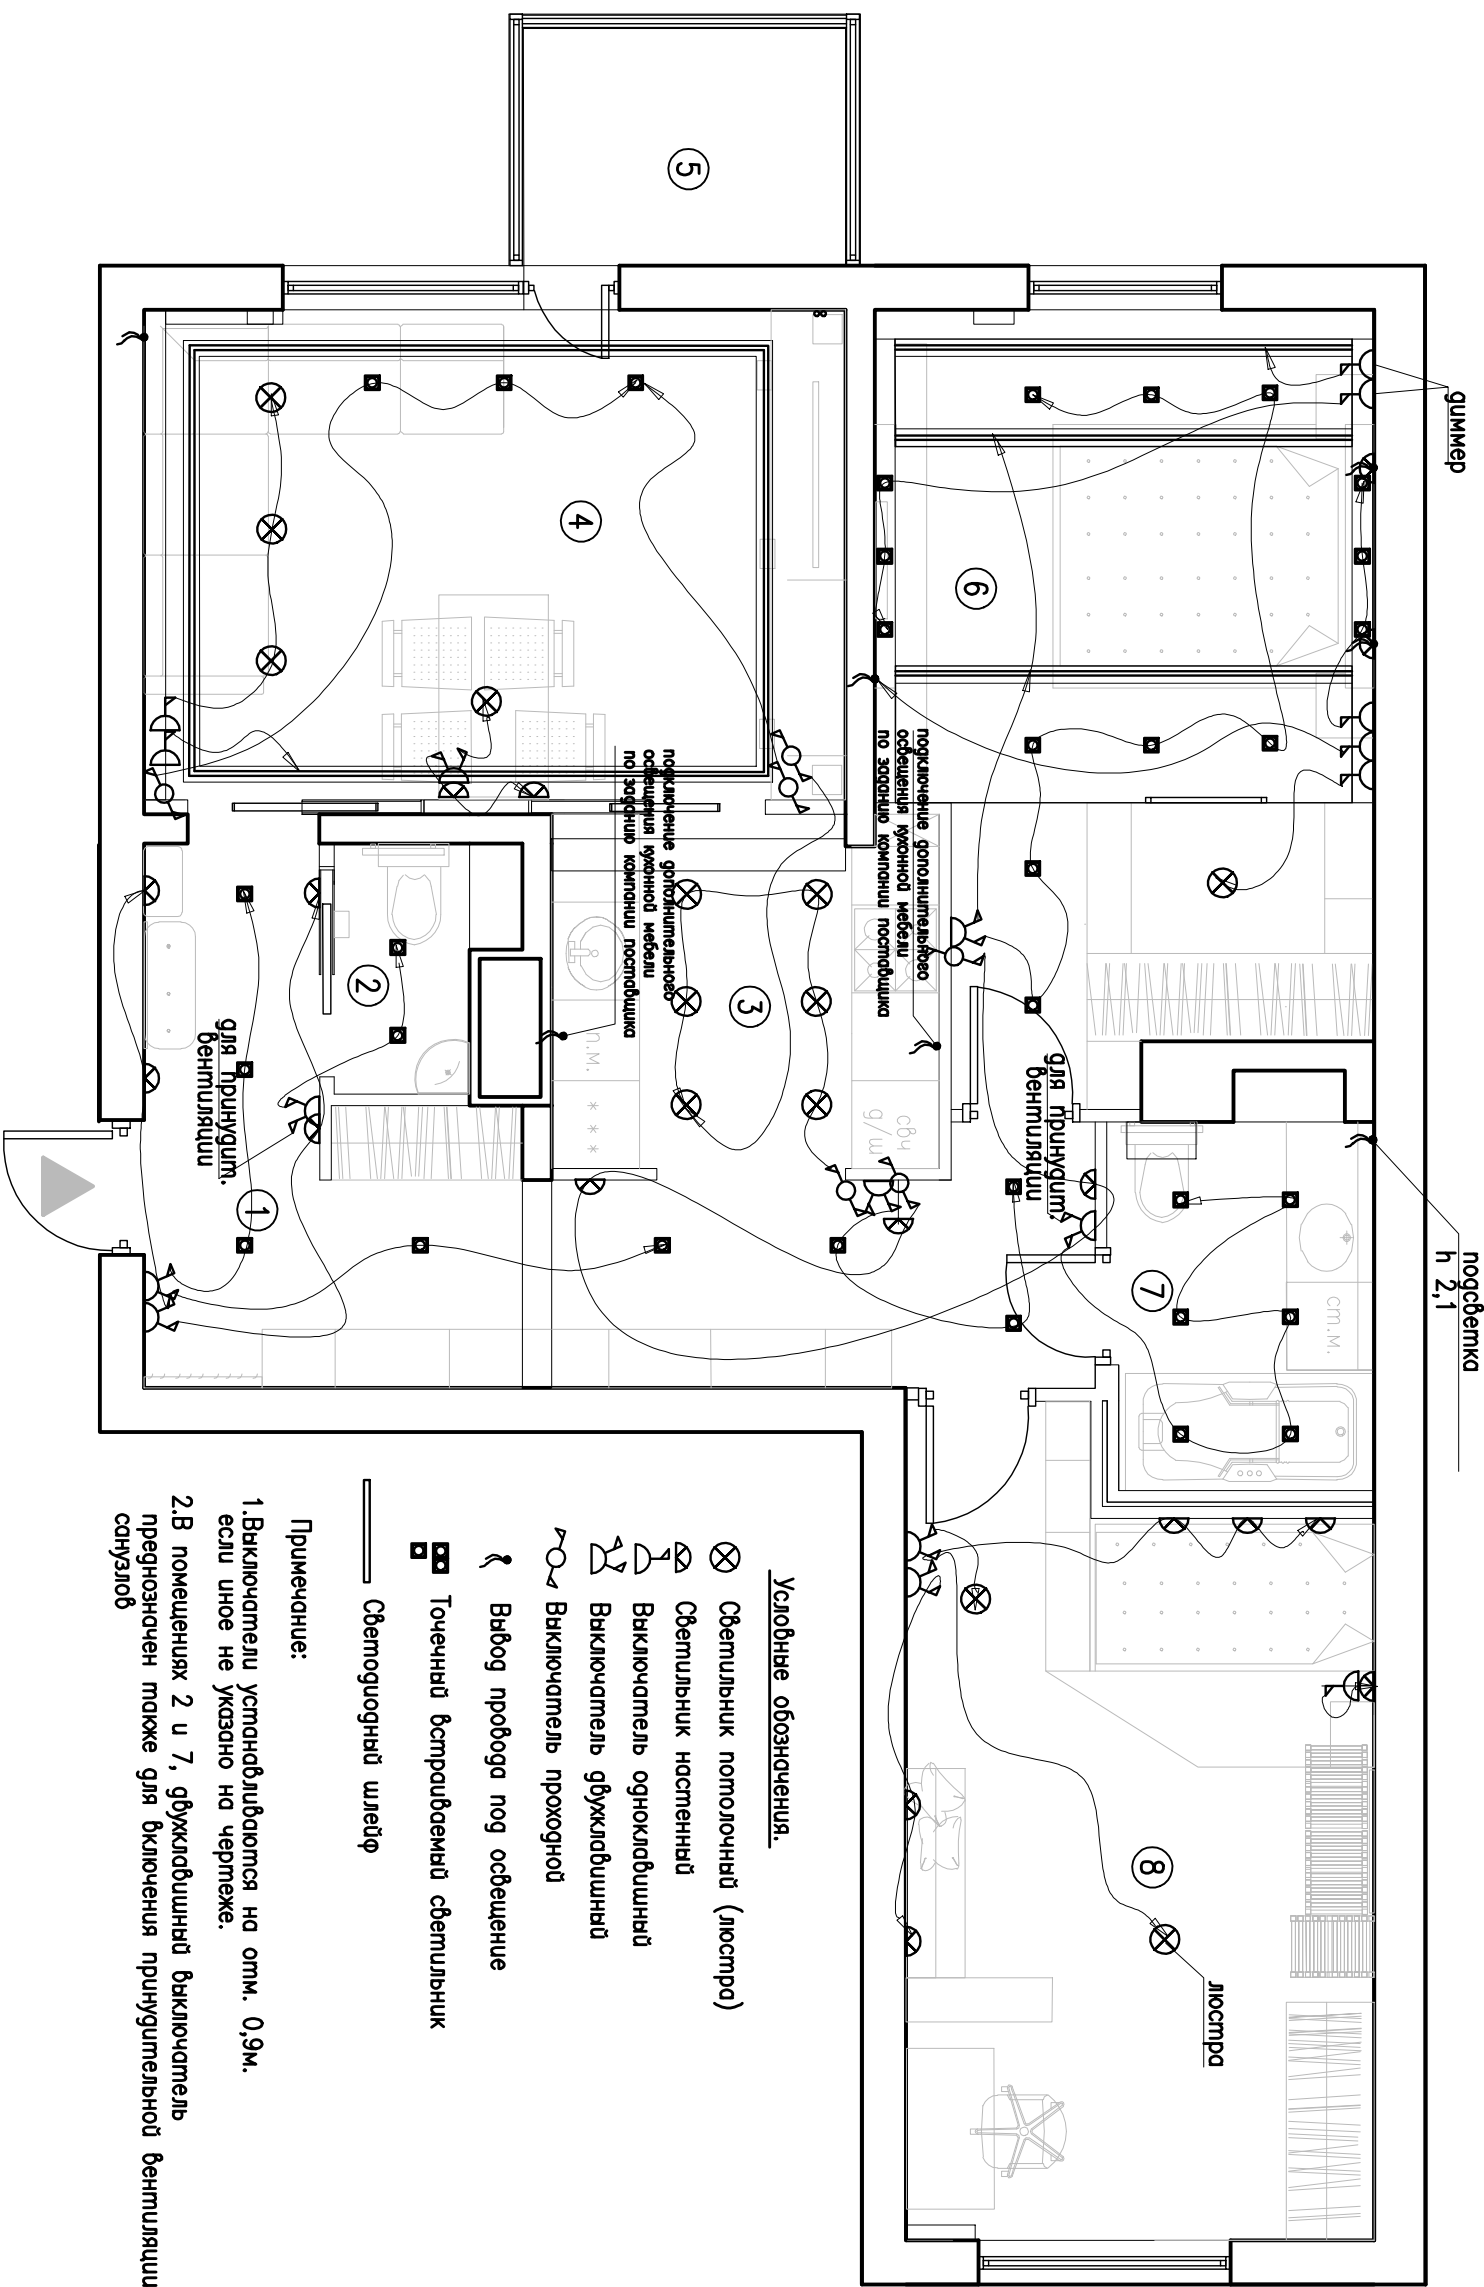 диммер
5
4
6
подключение дополнительного
освещения кухонной мебели
по заданию компании поставщика
подключение дополнительного
освещения кухонной мебели
по заданию компании поставщика
2
3
для принудит.
вентиляции
для принудит.
вентиляции
п.м.
* * *
свч
д/ш
1
7
ст.м.
подсветка
h 2,1
8
люстра
Условные обозначения.
Светильник потолочный (люстра)
Светильник настенный
Выключатель одноклавишный
Выключатель двухклавишный
Выключатель проходной
Вывод провода под освещение
Точечный встраиваемый светильник
Светодиодный шлейф
Примечание:
1.Выключатели устанавливаются на отм. 0,9м.
если иное не указано на чертеже.
2.В помещениях 2 и 7, двухклавишный выключатель
преднозначен также для включения принудительной вентиляции
санузлов